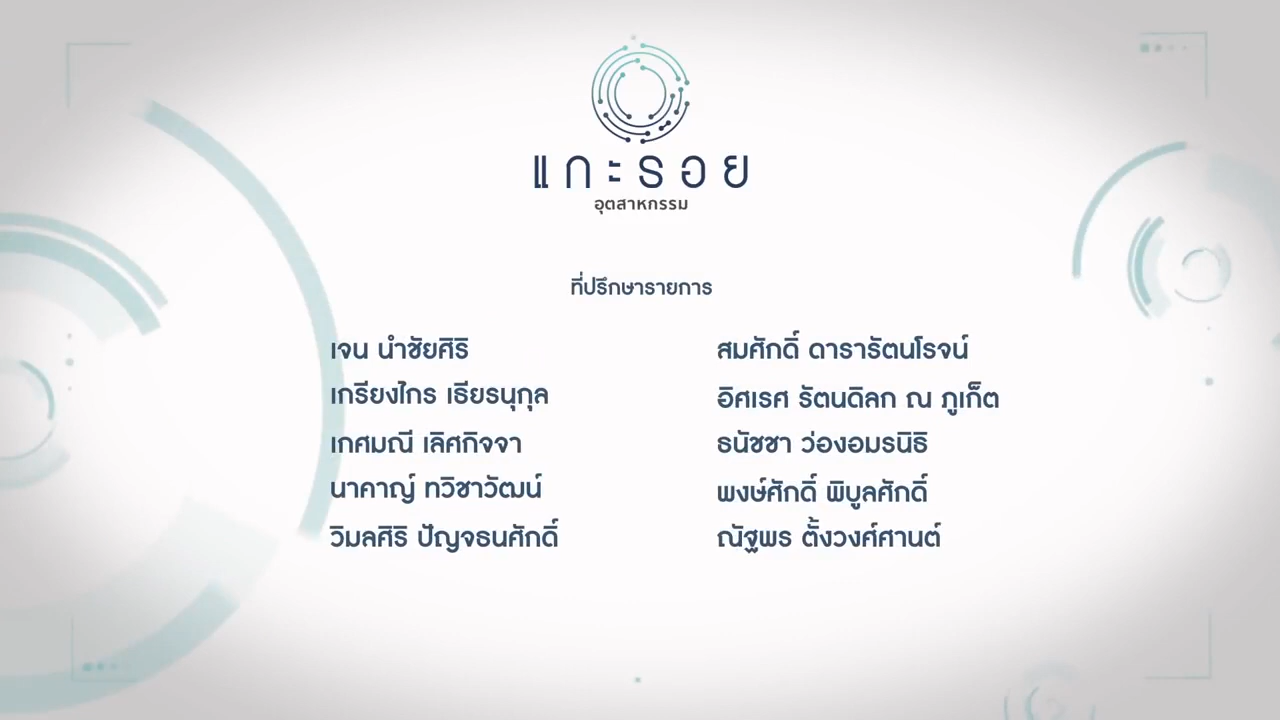 แกะรอย
อุตสาหกรรม
ที่ปรึกษารายการ
เจน นำชัยศิริ
เกรียงไกร เธียรนุกุล
เกศมณี เลิศกิจจา
นาคาญ์ ทวิชาวัฒน์
วิมลศิริ ปัญจธนศักดิ์
สมศักดิ์ ดารารัตนโรจน์
อิศเรศ รัตนดิลก ณ ภูเก็ต
ธนัชชา ว่องอมรนิธิ
พงษ์ศักดิ์ พิบูลศักดิ์
ณัฐพร ตั้งวงศ์ศานต์